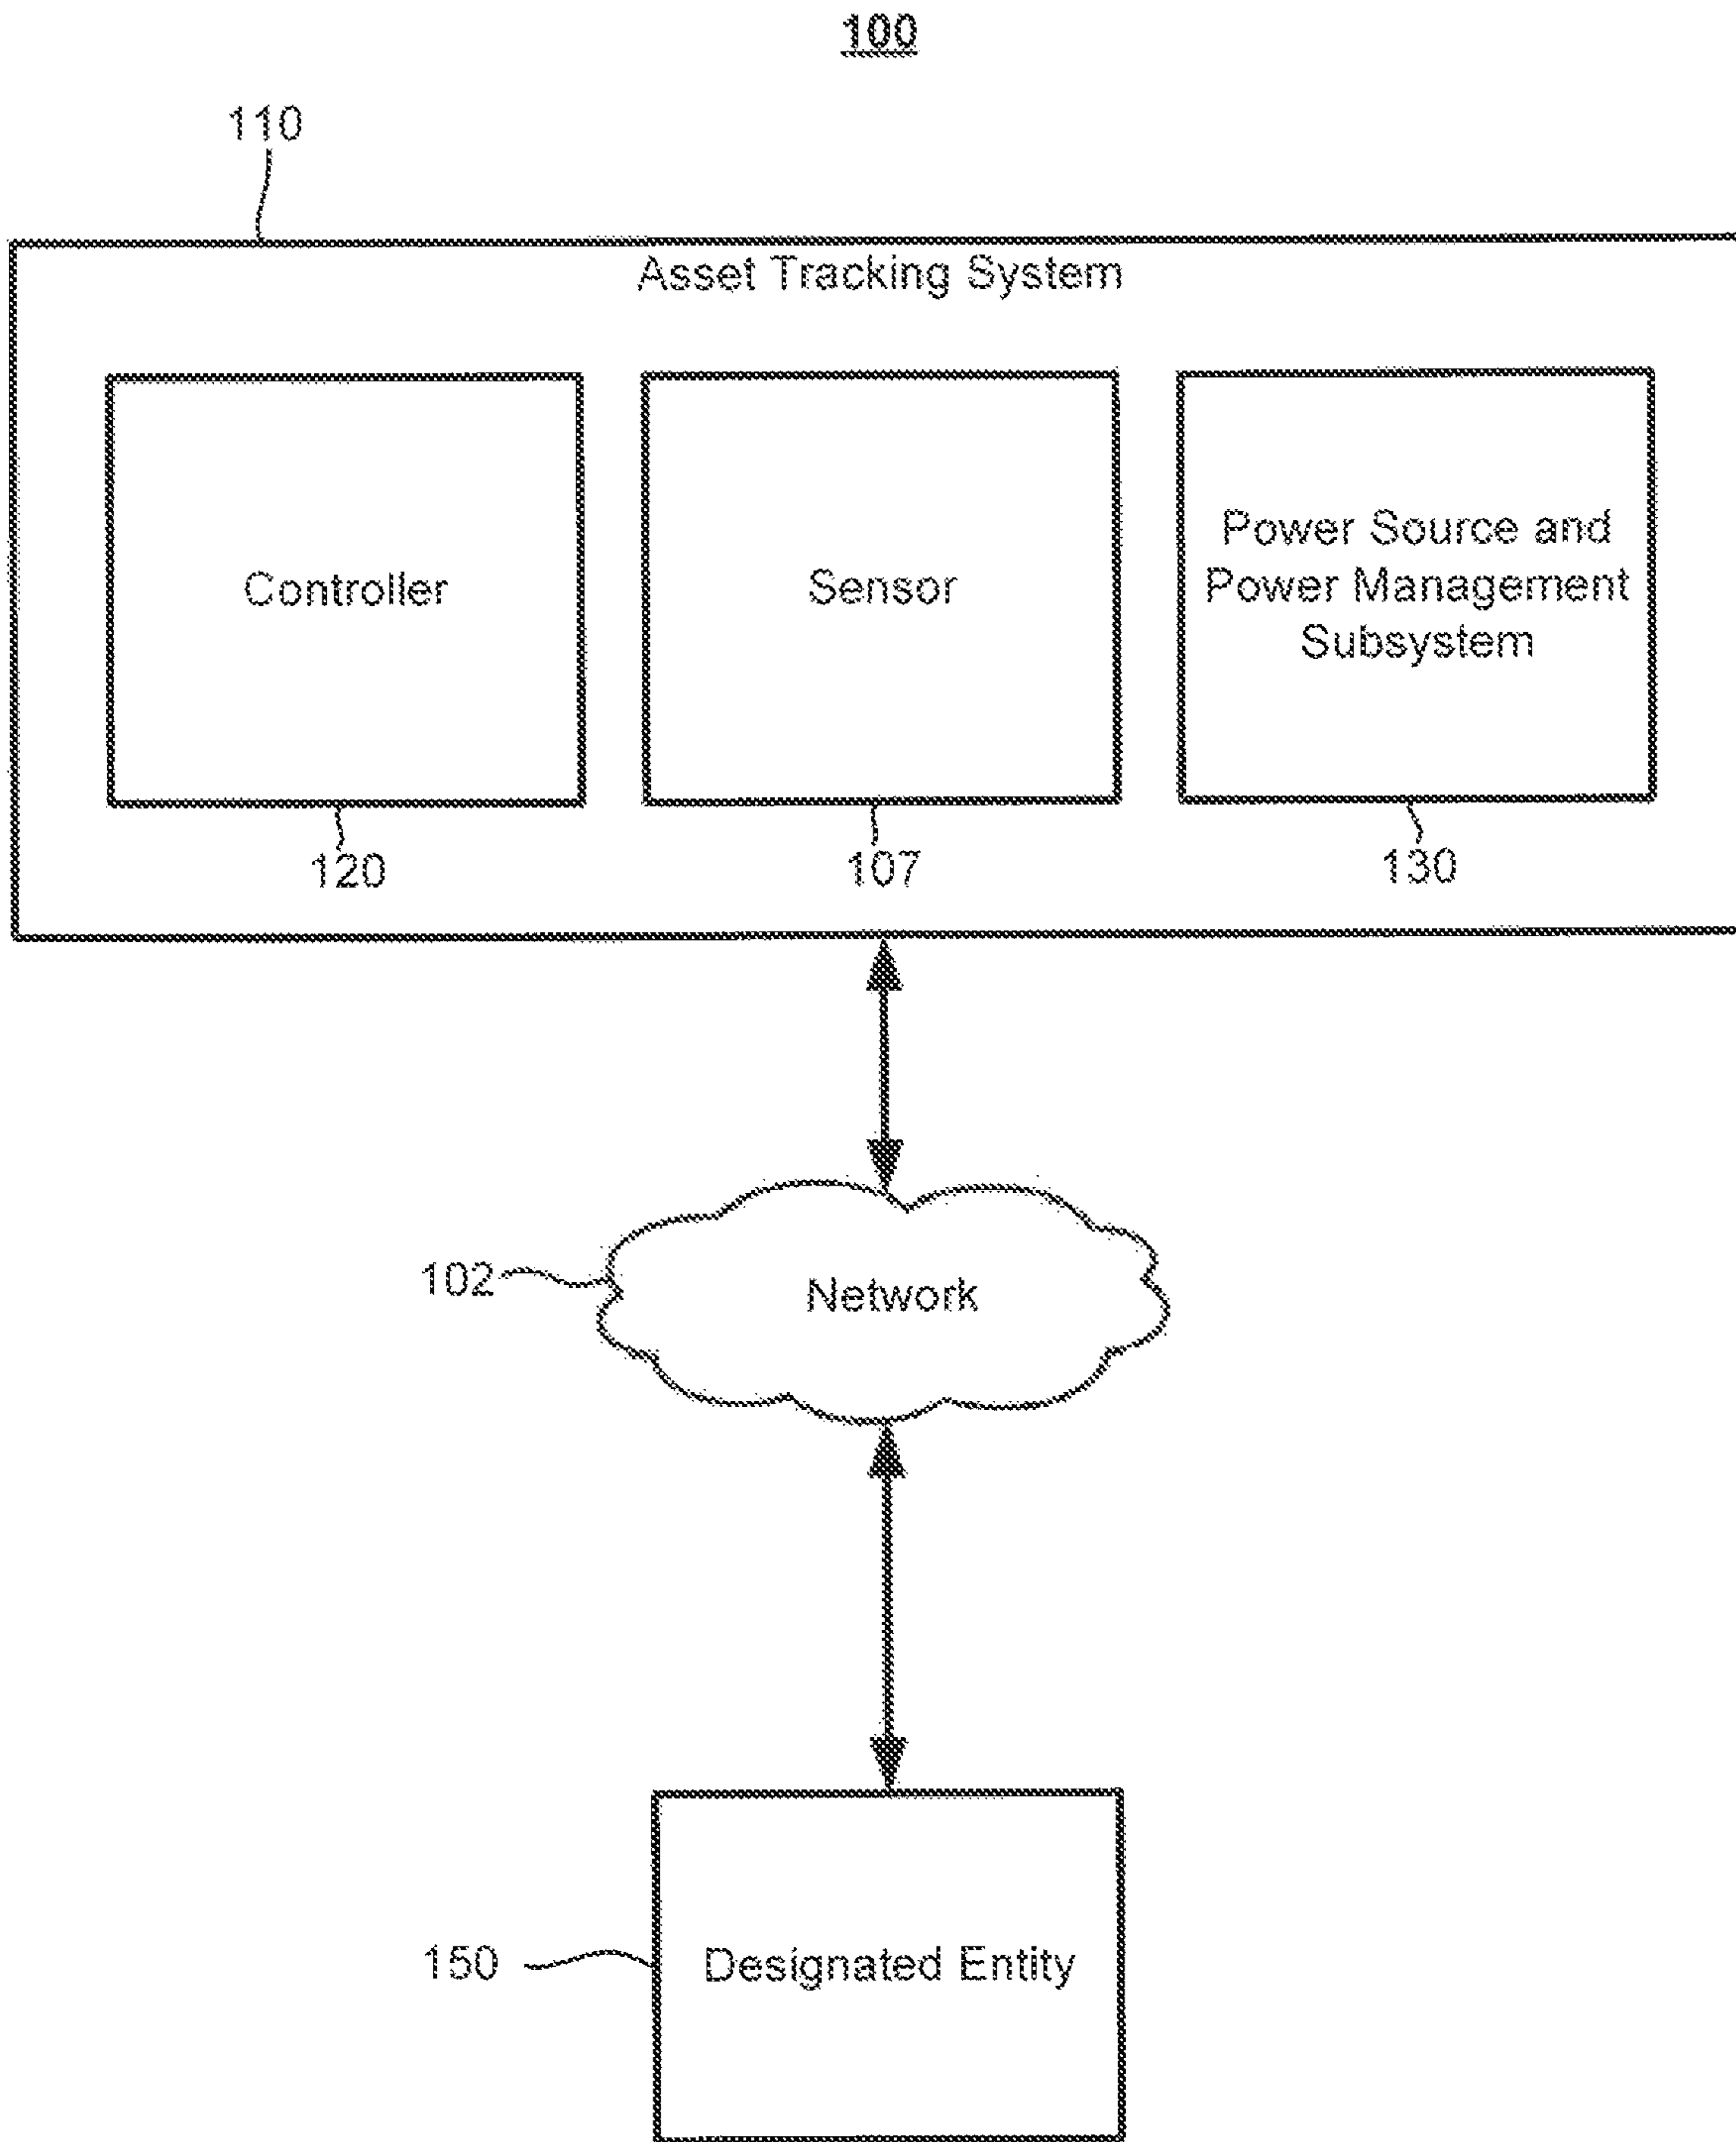 100
110
Asset Tracking System
Controller
Sensor
Power Source and
Power Management
Subsystem
120
107
130
102
Network
150
Designated Entity